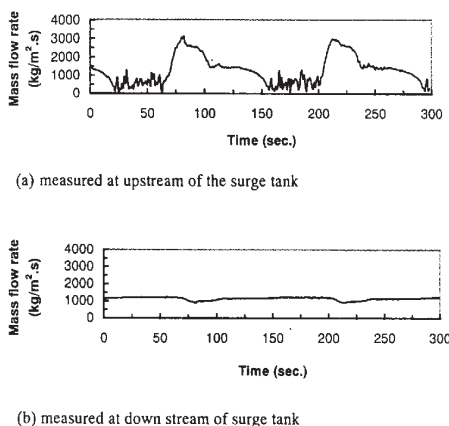 4000
3000
2000
1000
0
Mass flow rate
(kg/m².s)
0 50 100 150 200 250 300
Time (sec.)
(a) measured at upstream of the surge tank
4000
3000
2000
1000
0
Mass flow rate
(kg/m².s)
0 50 100 150 200 250 300
Time (sec.)
(b) measured at down stream of surge tank